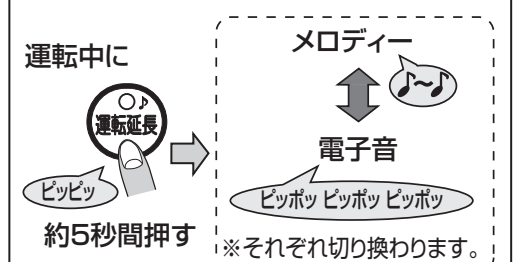 運転中に
♪
運転延長
ピッピッ
約5秒間押す
メロディー
♪〜♪
電子音
ピッポッ ピッポッ ピッポッ
※それぞれ切り換わります。